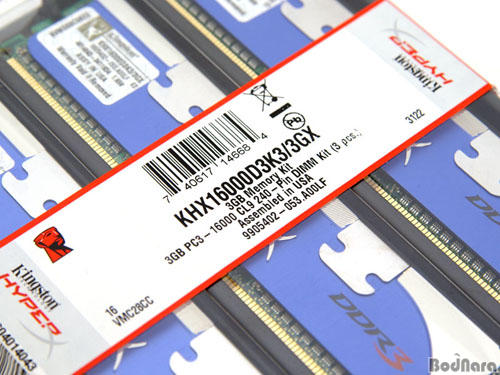 Kingston
HYPERX
3122
7 40617 14668 4
Pb
KHX16000D3K3/3GX
3GB Memory Kit
3GB PC3-16000 CL9 240-Pin DIMM Kit (3 pcs.)
Assembled in USA
9905402-053.A00LF
Kingston
HYPERX
16
VMC28CC
DDR3
BodNara